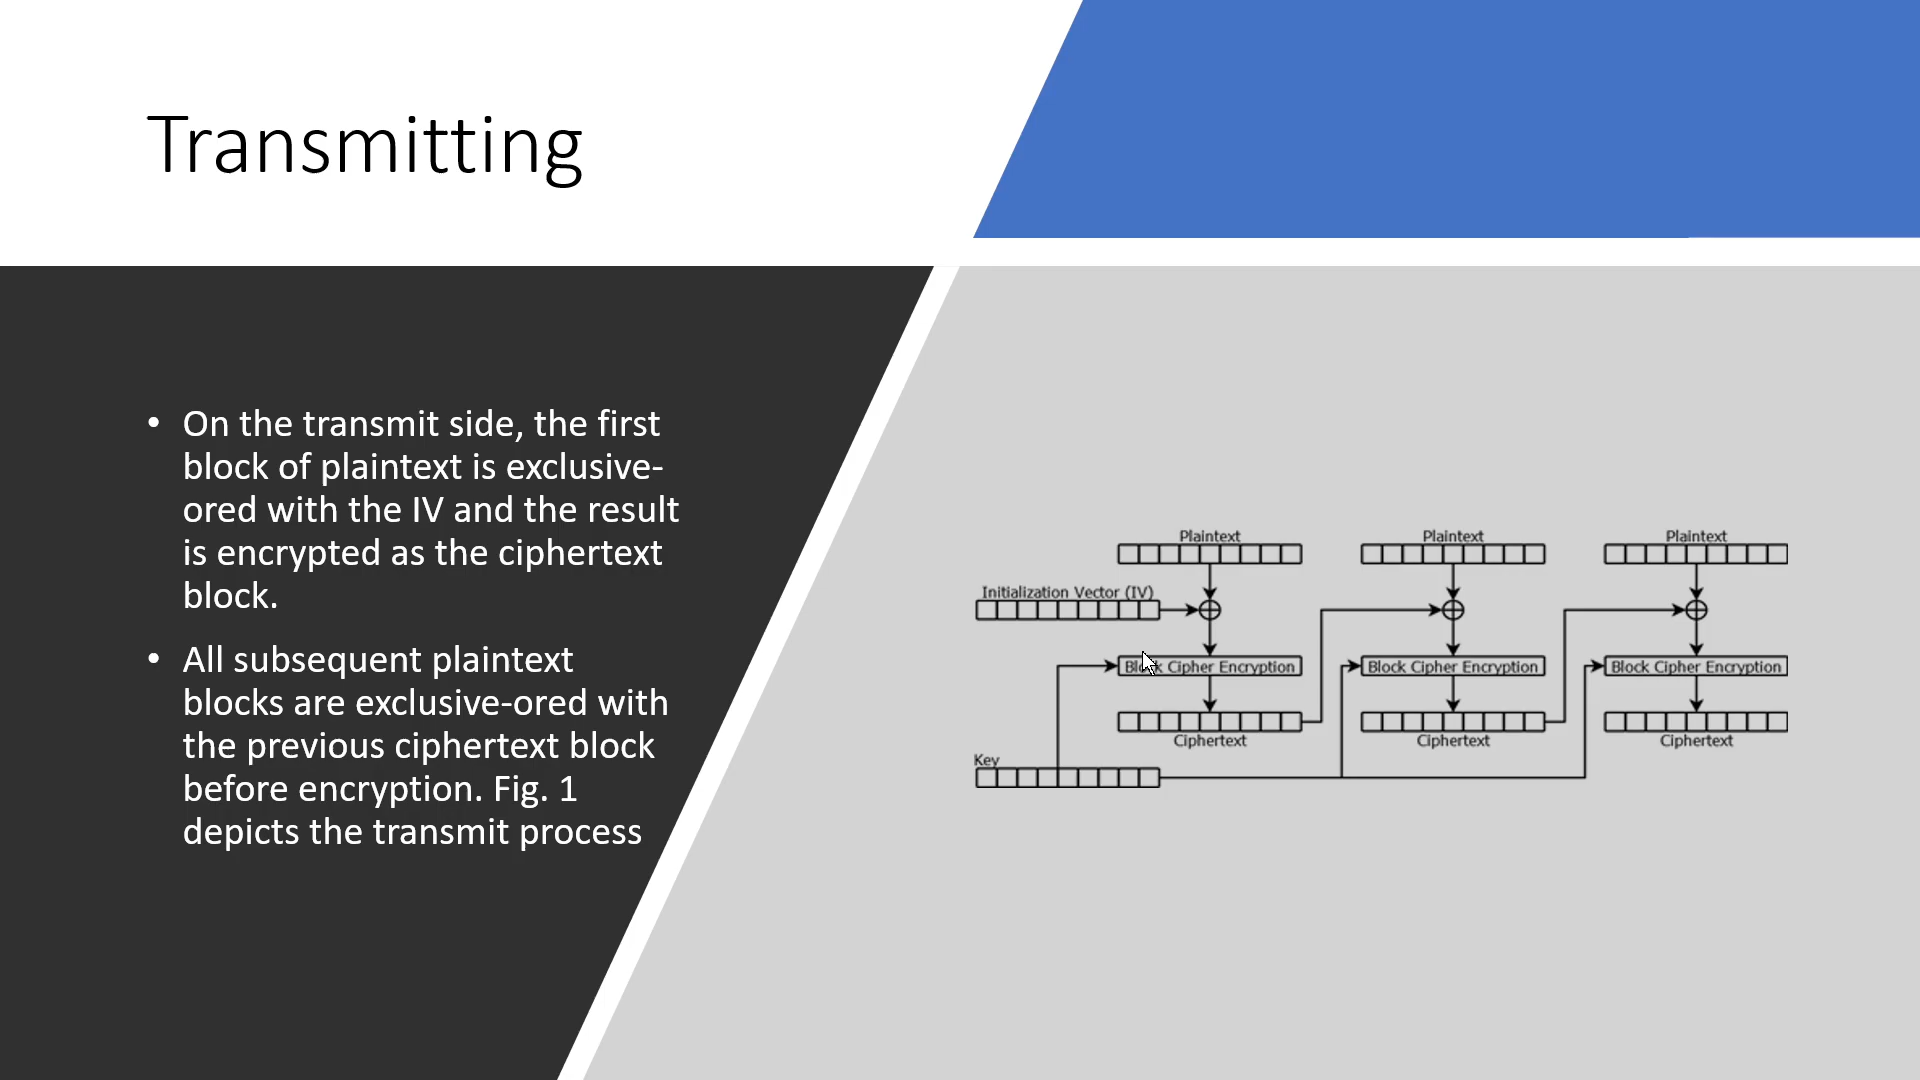 Transmitting
• On the transmit side, the first
block of plaintext is exclusive-
ored with the IV and the result
is encrypted as the ciphertext
block.
• All subsequent plaintext
blocks are exclusive-ored with
the previous ciphertext block
before encryption. Fig. 1
depicts the transmit process
Plaintext Plaintext Plaintext
Initialization Vector (IV)
Block Cipher Encryption Block Cipher Encryption Block Cipher Encryption
Ciphertext Ciphertext Ciphertext
Key